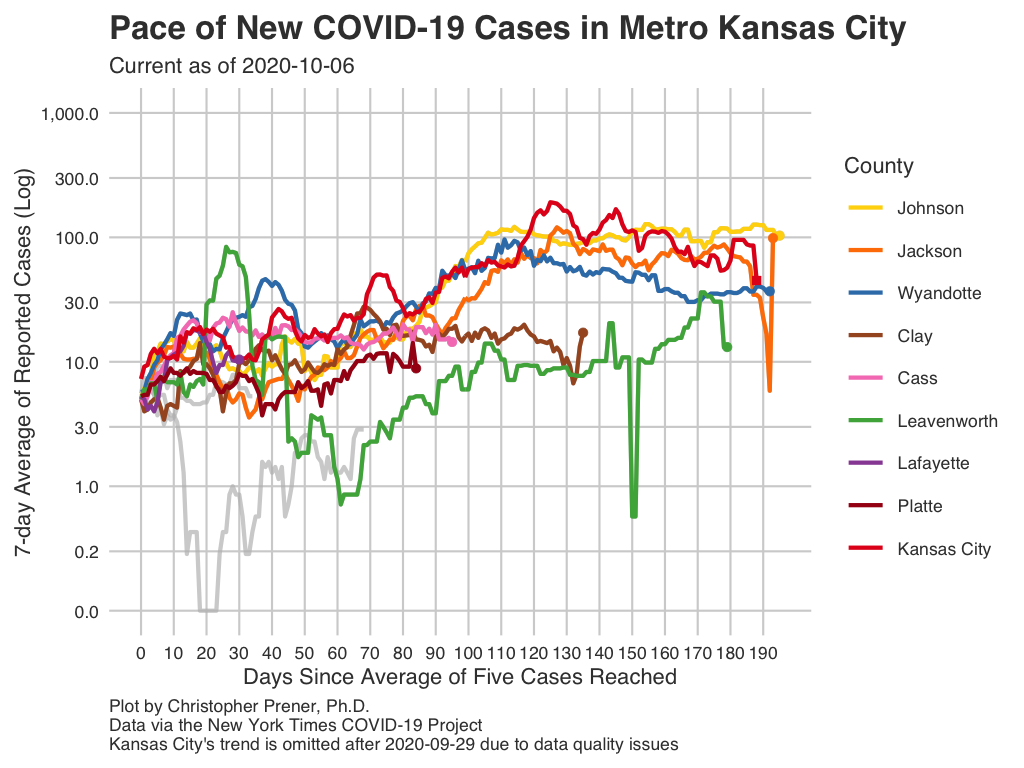 Pace of New COVID-19 Cases in Metro Kansas City
Current as of 2020-10-06
7-day Average of Reported Cases (Log)
1,000.0
300.0
100.0
30.0
10.0
3.0
1.0
0.2
0.0
0 10 20 30 40 50 60 70 80 90 100 110 120 130 140 150 160 170 180 190
Days Since Average of Five Cases Reached
County
Johnson
Jackson
Wyandotte
Clay
Cass
Leavenworth
Lafayette
Platte
Kansas City
Plot by Christopher Prener, Ph.D.
Data via the New York Times COVID-19 Project
Kansas City's trend is omitted after 2020-09-29 due to data quality issues